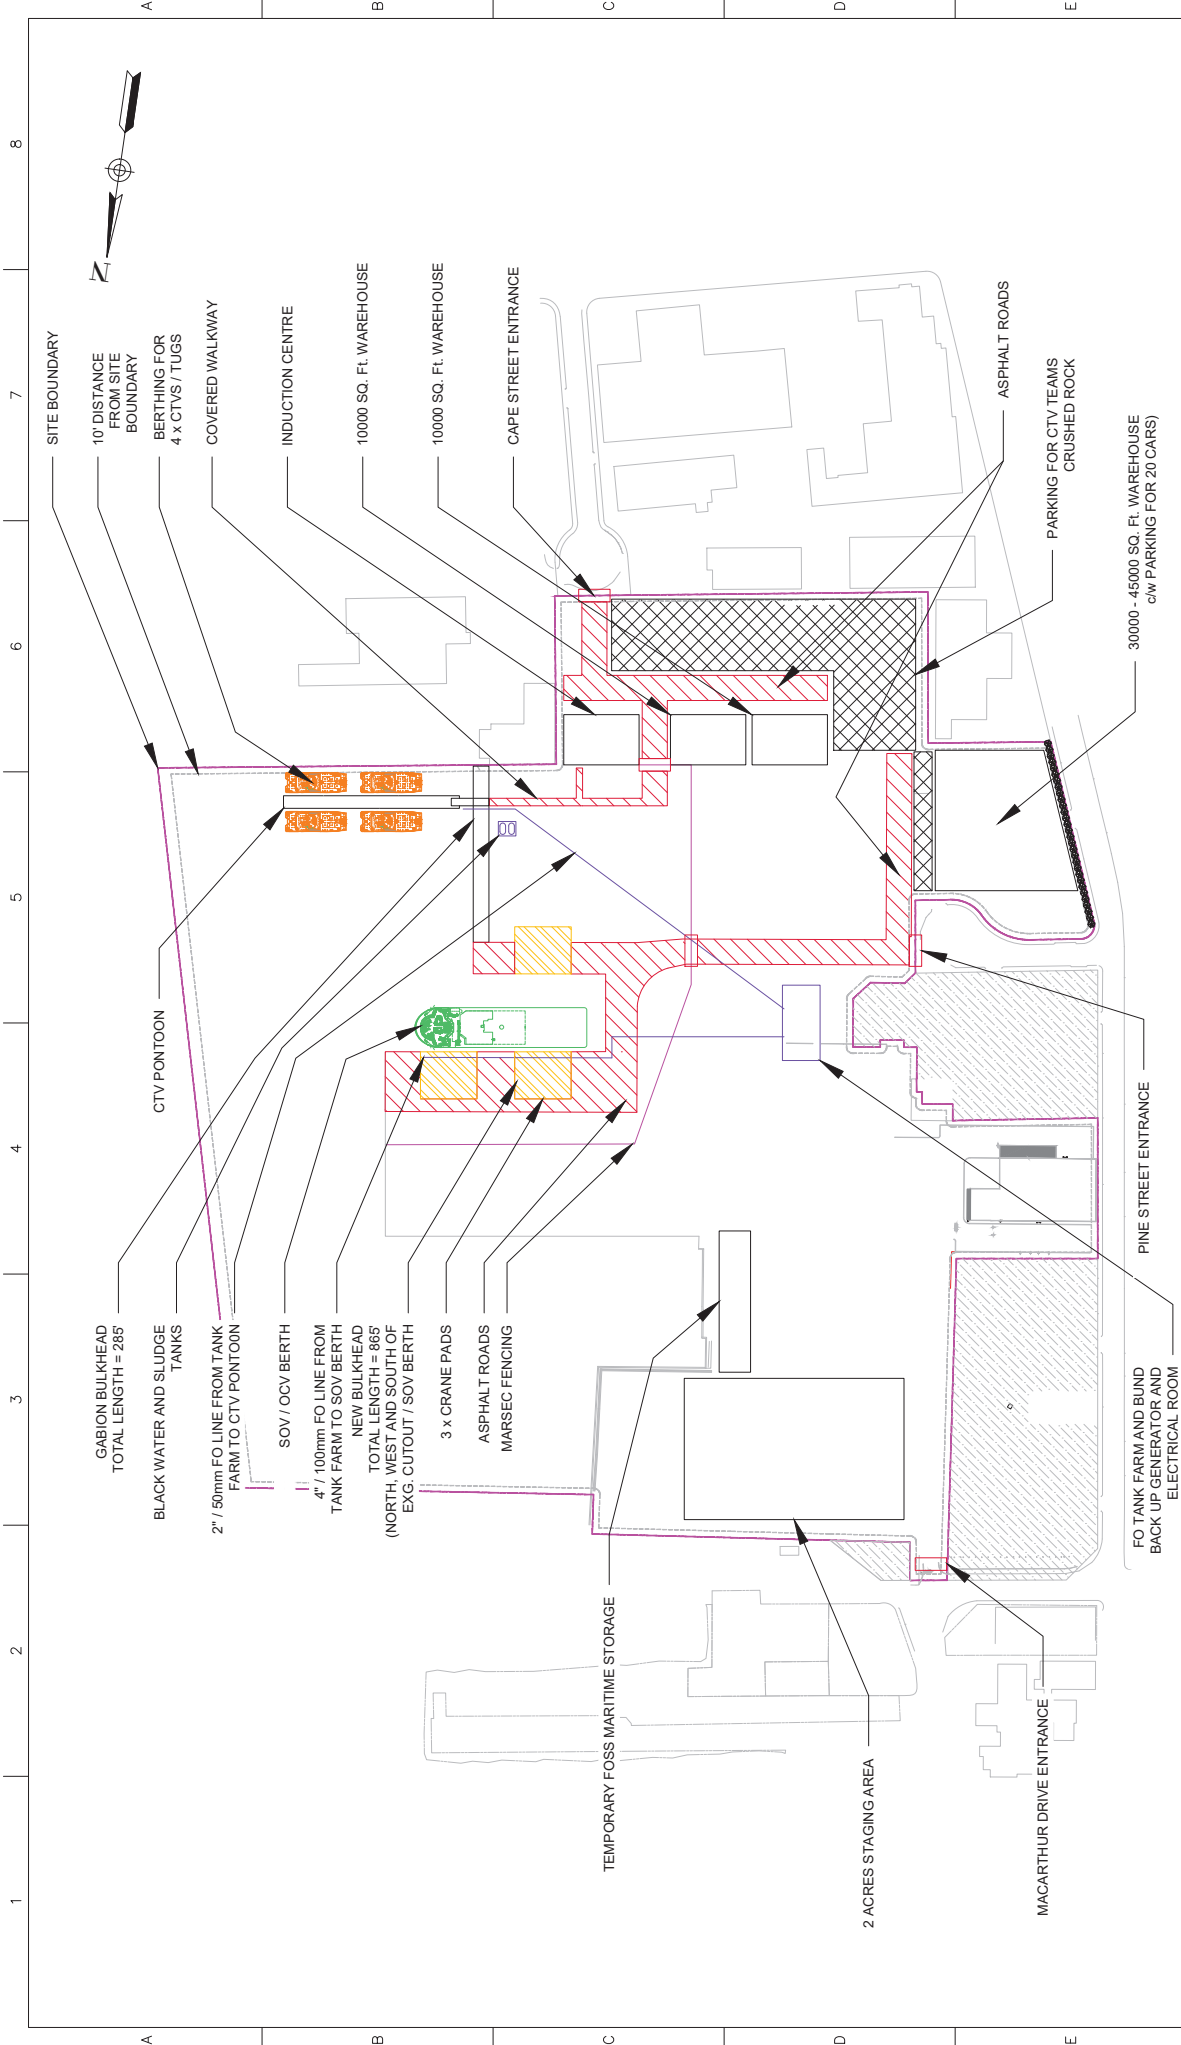 1
2
3
4
5
6
7
8
A
B
C
D
E
A
B
C
D
E
N
SITE BOUNDARY
10' DISTANCE
FROM SITE
BOUNDARY
BERTHING FOR
4 x CTVS / TUGS
COVERED WALKWAY
INDUCTION CENTRE
10000 SQ. Ft. WAREHOUSE
10000 SQ. Ft. WAREHOUSE
CAPE STREET ENTRANCE
ASPHALT ROADS
PARKING FOR CTV TEAMS
CRUSHED ROCK
30000 - 45000 SQ. Ft. WAREHOUSE
c/w PARKING FOR 20 CARS)
CTV PONTOON
GABION BULKHEAD
TOTAL LENGTH = 285'
BLACK WATER AND SLUDGE
TANKS
2" / 50mm FO LINE FROM TANK
FARM TO CTV PONTOON
SOV / OCV BERTH
4" / 100mm FO LINE FROM
TANK FARM TO SOV BERTH
NEW BULKHEAD
TOTAL LENGTH = 865'
(NORTH, WEST AND SOUTH OF
EXG. CUTOUT / SOV BERTH
3 x CRANE PADS
ASPHALT ROADS
MARSEC FENCING
TEMPORARY FOSS MARITIME STORAGE
2 ACRES STAGING AREA
MACARTHUR DRIVE ENTRANCE
PINE STREET ENTRANCE
FO TANK FARM AND BUND
BACK UP GENERATOR AND
ELECTRICAL ROOM